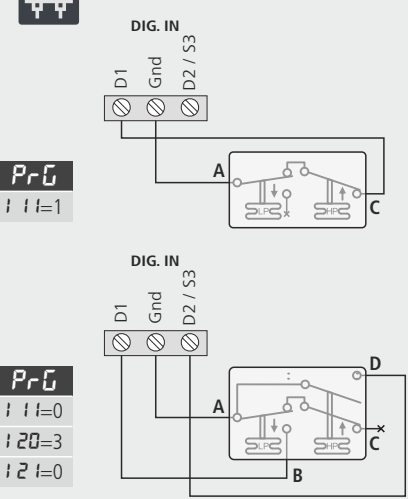 DIG. IN
D1
Gnd
D2 / S3
A
PrG
111=1
LP
HP
C
DIG. IN
D1
Gnd
D2 / S3
D
PrG
A
111=0
120=3
LP
HP
C
121=0
B